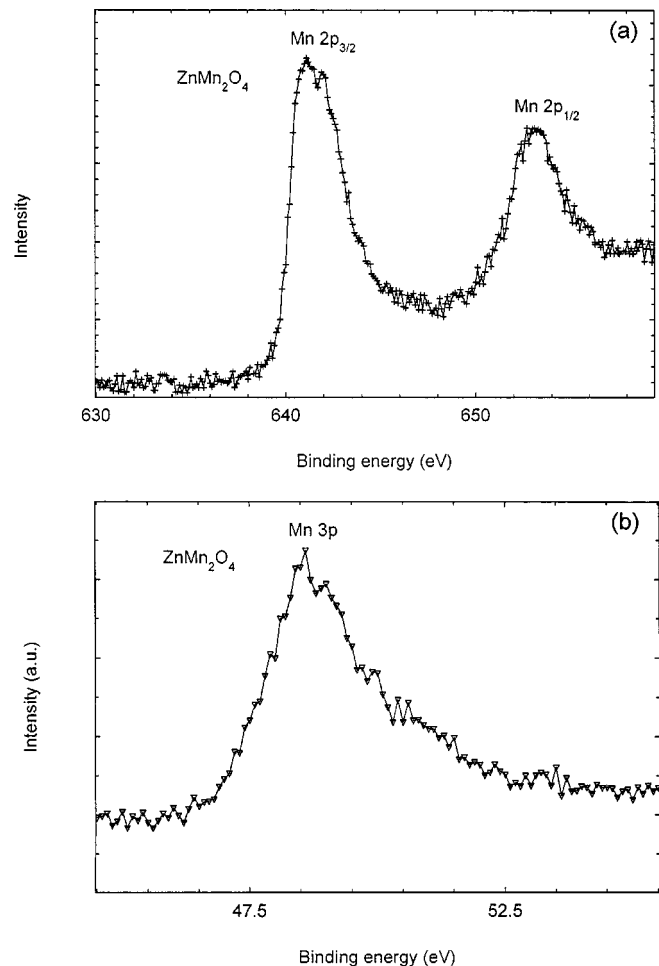 (a)
Mn 2p3/2
ZnMn2O4
Mn 2p1/2
Intensity
630
640
650
Binding energy (eV)
(b)
Mn 3p
ZnMn2O4
Intensity (a.u.)
47.5
52.5
Binding energy (eV)